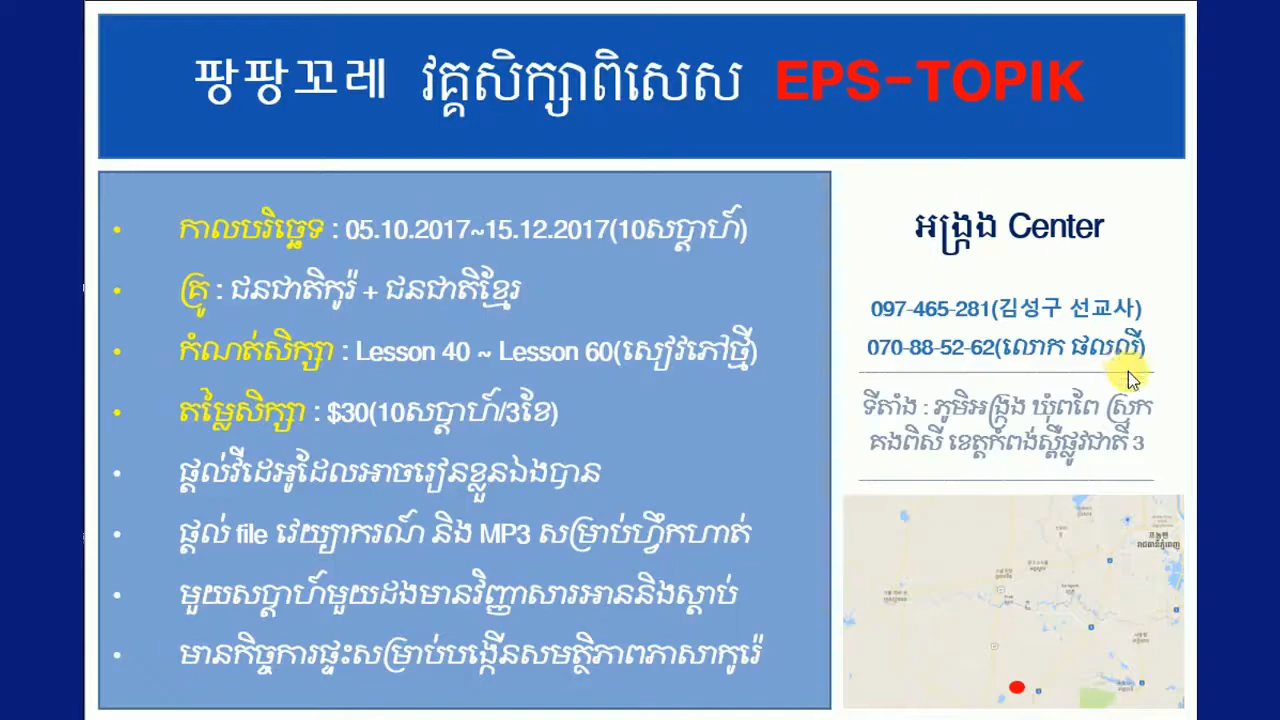 팡팡꼬레 វគ្គសិក្សាពិសេស EPS-TOPIK
• កាលបរិច្ឆេទ : 05.10.2017~15.12.2017(10សប្តាហ៍)
• គ្រូ : ជនជាតិកូរ៉េ + ជនជាតិខ្មែរ
• កំណត់សិក្សា : Lesson 40 ~ Lesson 60(សៀវភៅថ្មី)
• តម្លៃសិក្សា : $30(10សប្តាហ៍/3ខែ)
• ផ្តល់វីដេអូដែលអាចរៀនខ្លួនឯងបាន
• ផ្តល់ file វេយ្យាករណ៍ និង MP3 សម្រាប់ហ្វឹកហាត់
• មួយសប្តាហ៍មួយដងមានវិញ្ញាសារអាននិងស្តាប់
• មានកិច្ចការផ្ទះសម្រាប់បង្កើនសមត្ថិភាពភាសាកូរ៉េ
អង្រ្កង Center
097-465-281(김성구 선교사)
070-88-52-62(លោក ផលលី)
ទីតាំង : ភូមិអង្រ្កង ឃុំពពែ ស្រុក
គងពិសី ខេត្តកំពង់ស្ពឺផ្លូវជាតិ 3